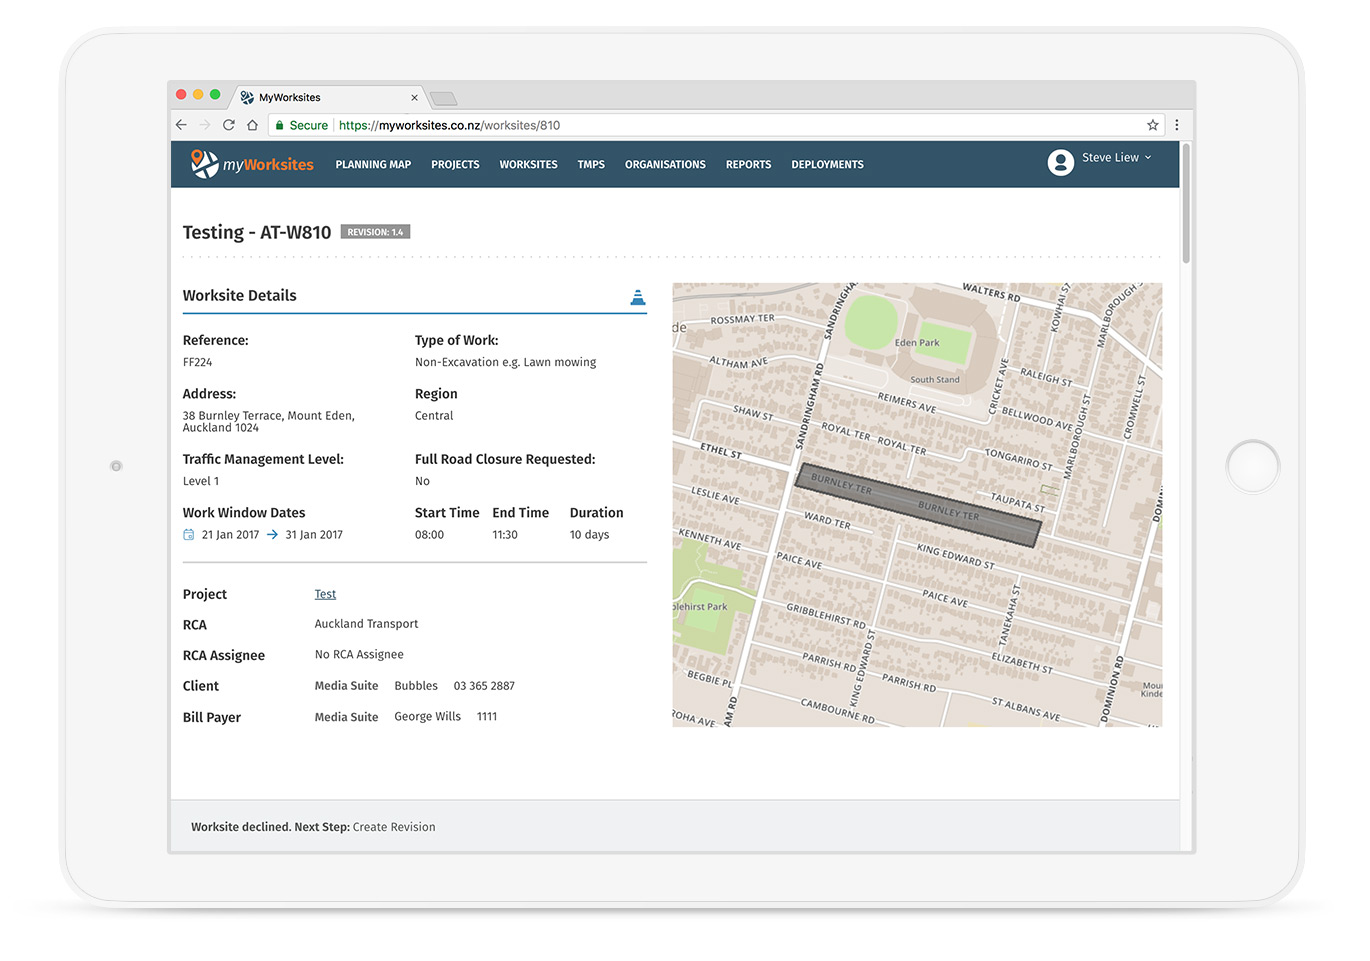 MyWorksites
Secure https://myworksites.co.nz/worksites/810
myWorksites PLANNING MAP PROJECTS WORKSITES TMPS ORGANISATIONS REPORTS DEPLOYMENTS Steve Liew
Testing - AT-W810 REVISION: 1.4
Worksite Details
Reference: Type of Work:
FF224 Non-Excavation e.g. Lawn mowing
Address: Region
38 Burnley Terrace, Mount Eden, Central
Auckland 1024
Traffic Management Level: Full Road Closure Requested:
Level 1 No
Work Window Dates Start Time End Time Duration
21 Jan 2017 → 31 Jan 2017 08:00 11:30 10 days
Project Test
RCA Auckland Transport
RCA Assignee No RCA Assignee
Client Media Suite Bubbles 03 365 2887
Bill Payer Media Suite George Wills 1111
WALTERS RD
SANDRINGHA
KOWHAI ST
MARLBOROUGH S
ROSSMAY TER
de
Eden Park
ALTHAM AVE
South Stand
SANDRINGHAM RD
CRICKET AVE
RALEIGH ST
REIMERS AVE
BELLWOOD AVE
MARLBOROUGH ST
CROMWELL ST
SHAW ST
ROYAL TER
ROYAL TER
ETHEL ST
TONGARIRO ST
BURNLEY TER
BURNLEY TER
TAUPATA ST
DOMIN
LESLIE AVE
WARD TER
KENNETH AVE
KING EDWARD ST
PAICE AVE
PAICE AVE
blehirst Park
GRIBBLEHIRST RD
TANEKAHA ST
KING EDWARD ST
PARRISH RD
ELIZABETH ST
BEGBIE PL
PARRISH RD
DOMINION RD
Mou
Kinde
CAMBOURNE RD
ST ALBANS AVE
ROHA AVE
AM RD
Worksite declined. Next Step: Create Revision